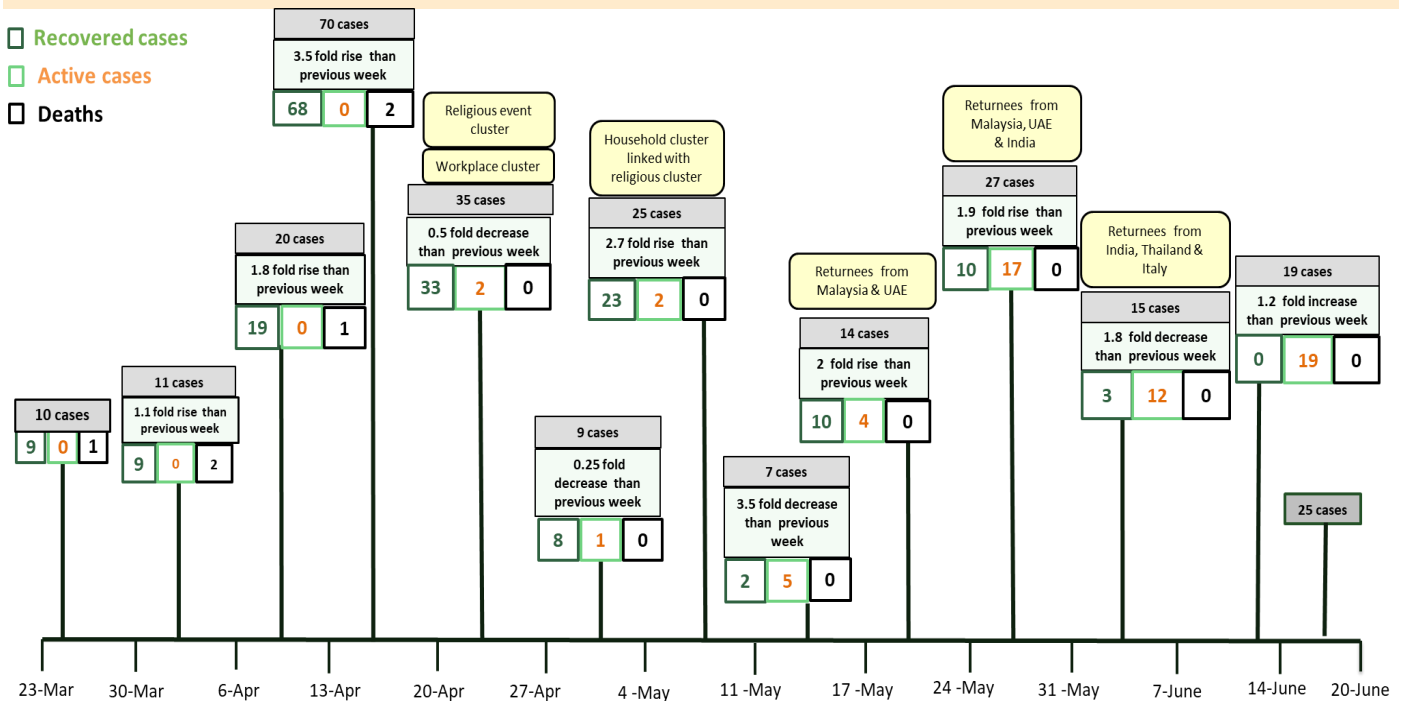 Recovered cases
Active cases
Deaths
10 cases
9 0 1
11 cases
1.1 fold rise than
previous week
9 0 2
20 cases
1.8 fold rise than
previous week
19 0 1
70 cases
3.5 fold rise than
previous week
68 0 2
Religious event
cluster
Workplace cluster
35 cases
0.5 fold decrease
than previous week
33 2 0
9 cases
0.25 fold
decrease than
previous week
8 1 0
Household cluster
linked with
religious cluster
25 cases
2.7 fold rise than
previous week
23 2 0
7 cases
3.5 fold decrease
than previous
week
2 5 0
Returnees from
Malaysia & UAE
14 cases
2 fold rise than
previous week
10 4 0
Returnees from
Malaysia, UAE
& India
27 cases
1.9 fold rise than
previous week
10 17 0
Returnees from
India, Thailand &
Italy
15 cases
1.8 fold decrease
than previous week
3 12 0
19 cases
1.2 fold increase
than previous week
0 19 0
25 cases
23-Mar 30-Mar 6-Apr 13-Apr 20-Apr 27-Apr 4 -May 11 -May 17 -May 24 -May 31 -May 7-June 14-June 20-June